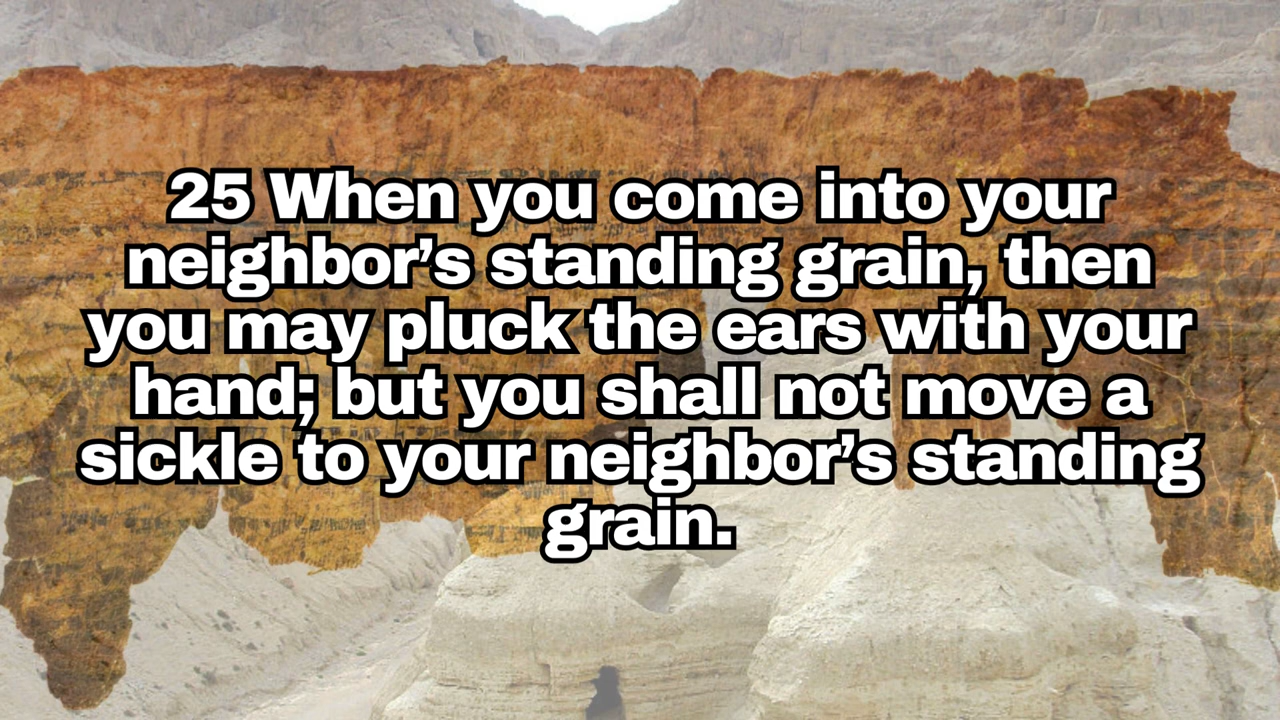 25 When you come into your
neighbor’s standing grain, then
you may pluck the ears with your
hand; but you shall not move a
sickle to your neighbor’s standing
grain.